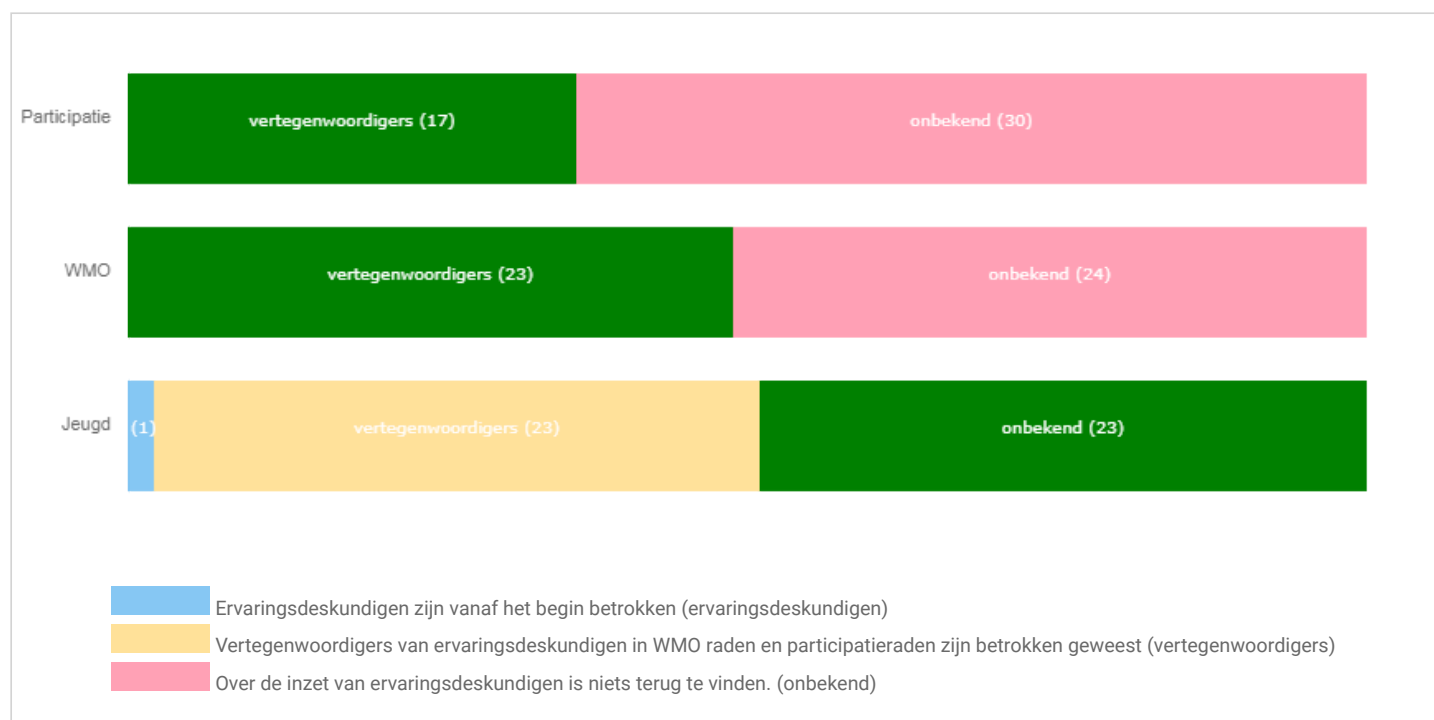 Participatie
vertegenwoordigers (17)
onbekend (30)
WMO
vertegenwoordigers (23)
onbekend (24)
Jeugd
(1)
vertegenwoordigers (23)
onbekend (23)
Ervaringsdeskundigen zijn vanaf het begin betrokken (ervaringsdeskundigen)
Vertegenwoordigers van ervaringsdeskundigen in WMO raden en participatieraden zijn betrokken geweest (vertegenwoordigers)
Over de inzet van ervaringsdeskundigen is niets terug te vinden. (onbekend)